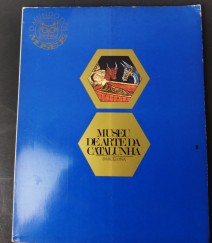 MUSEU
DE ARTE DA
CATALUNHA
BARCELONA